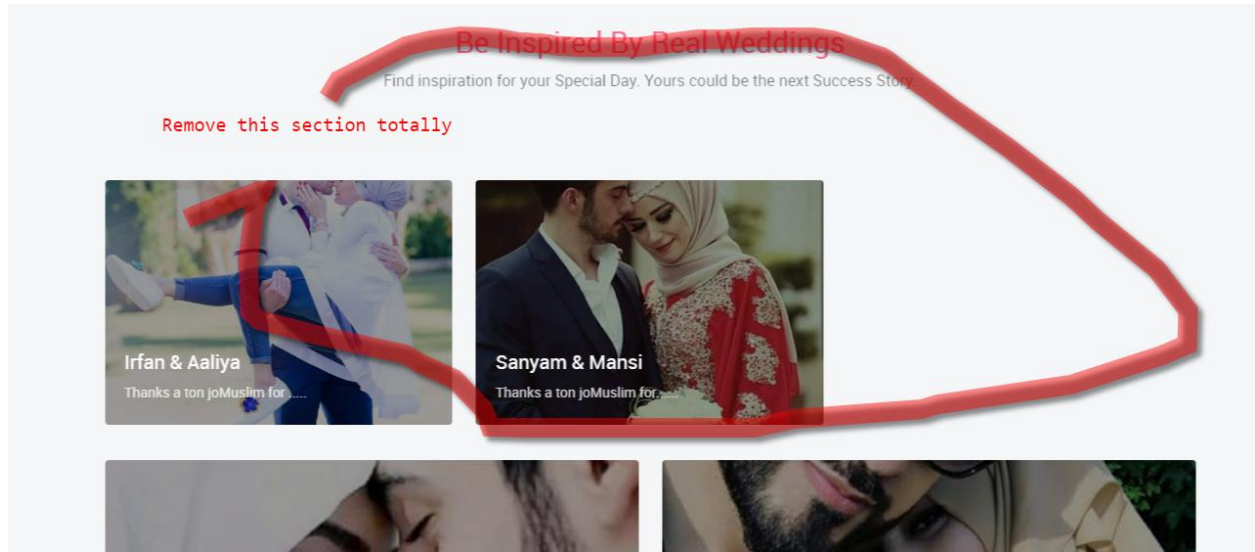 Be Inspired By Real Weddings
Find inspiration for your Special Day. Yours could be the next Success Story.
Remove this section totally
Irfan & Aaliya
Thanks a ton joMuslim for .....
Sanyam & Mansi
Thanks a ton joMuslim for......